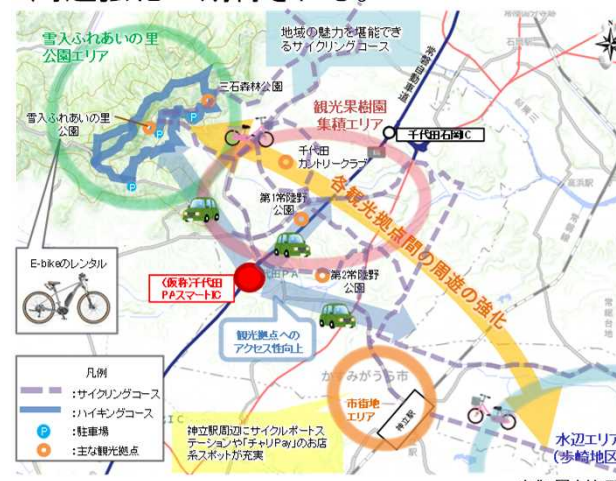 雪入ふれあいの里
公園エリア
地域の魅力を堪能でき
るサイクリングコース
常磐自動車道
三石森林公園
雪入ふれあいの里
公園
観光果樹園
集積エリア
千代田石岡IC
千代田
カントリークラブ
高浜駅
第1常陸野
公園
各観光拠点間の周遊の強化
E-bikeのレンタル
(仮称)千代田
PAスマートIC
田PA
第2常陸野
公園
観光拠点への
アクセス性向上
凡例
:サイクリングコース
:ハイキングコース
P
:駐車場
:主な観光拠点
かすみがうら市
市街地
エリア
神立駅
神立駅周辺にサイクルポートス
テーションや「チャリPay」のお店
系スポットが充実
水辺エリア
(歩崎地区